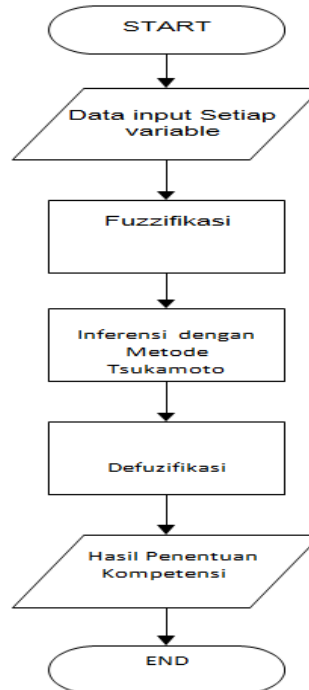 START
Data input Setiap
variable
Fuzzifikasi
Inferensi dengan
Metode
Tsukamoto
Defuzifikasi
Hasil Penentuan
Kompetensi
END